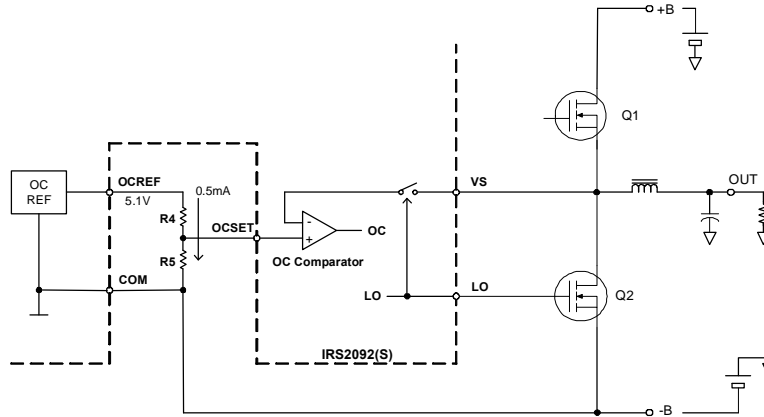 +B
Q1
OC
REF
OCREF
5.1V
0.5mA
R4
OCSET
VS
OUT
-
+
OC
OC Comparator
R5
COM
LO
LO
Q2
IRS2092(S)
-B